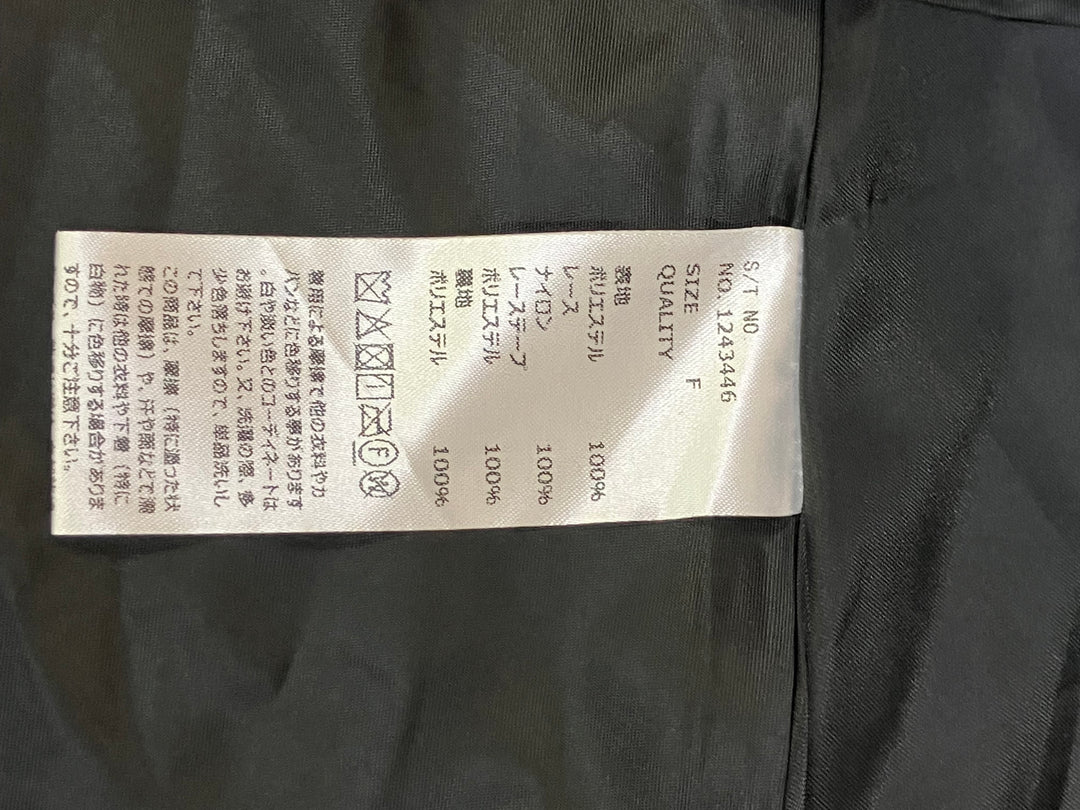 S/T NO.
NO.1243446
SIZE F
QUALITY
表地
ポリエステル 100%
レース
ナイロン 100%
レーステープ
ポリエステル 100%
裏地
ポリエステル 100%
F W
複数による摩擦で他の衣料やカ
バンなどに色移りする事があります
。白や淡い色とのコーディネートは
お避け下さい。又、洗濯の際、多
少色落ちしますので、単品洗いし
て下さい。
この商品は、摩擦（特に湿った状
態での摩擦）や、汗や雨などで濡
れた時は他の衣料や下着（特に
白物）に色移りする場合がありま
すので、十分ご注意下さい。